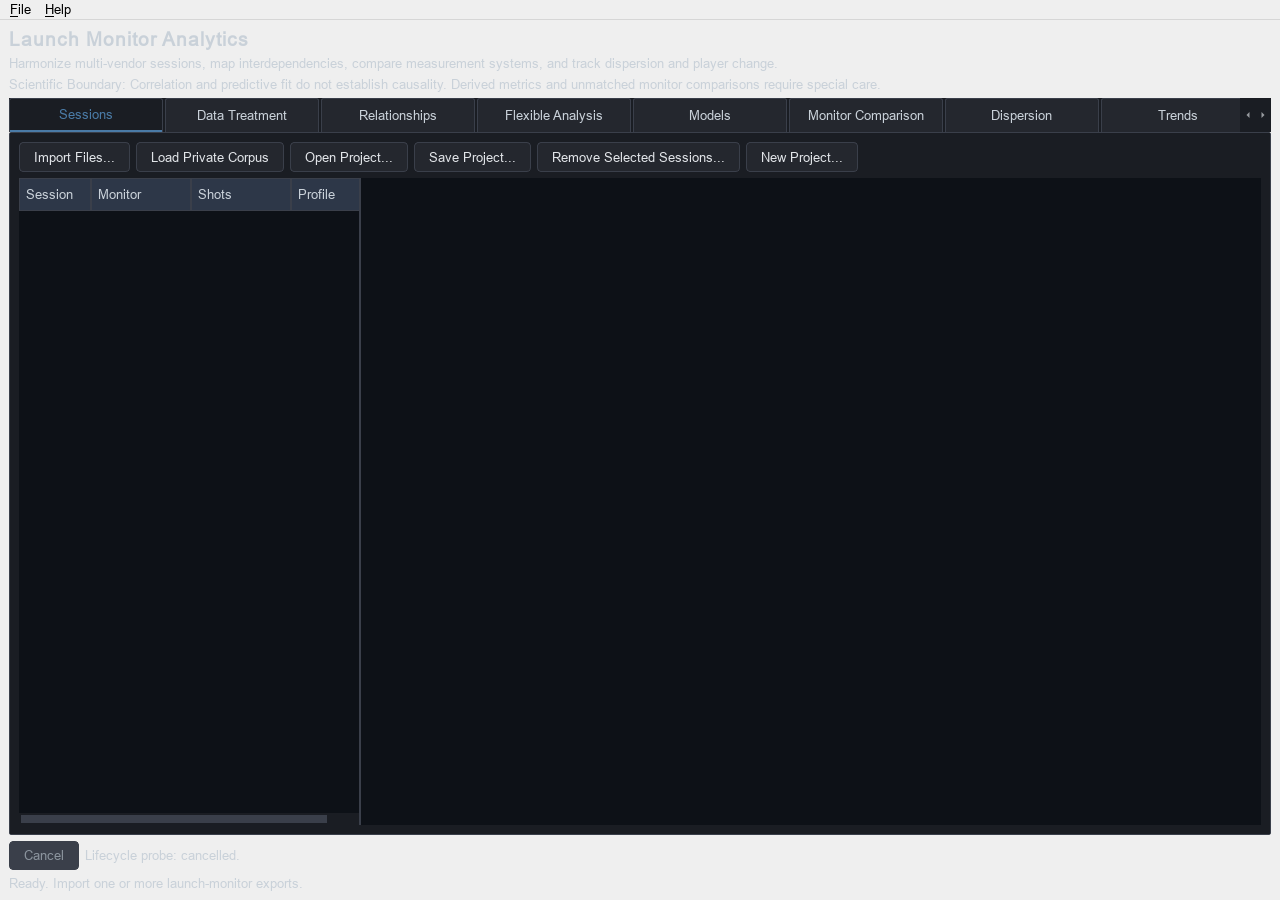 File Help
Launch Monitor Analytics
Harmonize multi-vendor sessions, map interdependencies, compare measurement systems, and track dispersion and player change.
Scientific Boundary: Correlation and predictive fit do not establish causality. Derived metrics and unmatched monitor comparisons require special care.
Sessions Data Treatment Relationships Flexible Analysis Models Monitor Comparison Dispersion Trends
Import Files... Load Private Corpus Open Project... Save Project... Remove Selected Sessions... New Project...
Session Monitor Shots Profile
Cancel Lifecycle probe: cancelled.
Ready. Import one or more launch-monitor exports.